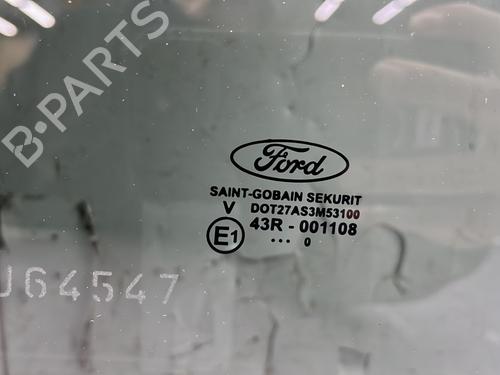 B-PARTS
Ford
SAINT-GOBAIN SEKURIT
V DOT27AS3M53100
E1 43R - 001108
... 0
J64547